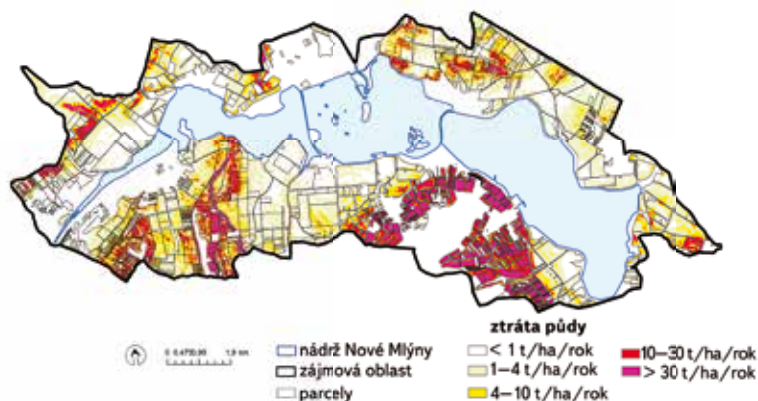 ztráta půdy
nádrž Nové Mlýny
zájmová oblast
parcely
< 1 t/ha/rok
1–4 t/ha/rok
4–10 t/ha/rok
10–30 t/ha/rok
> 30 t/ha/rok